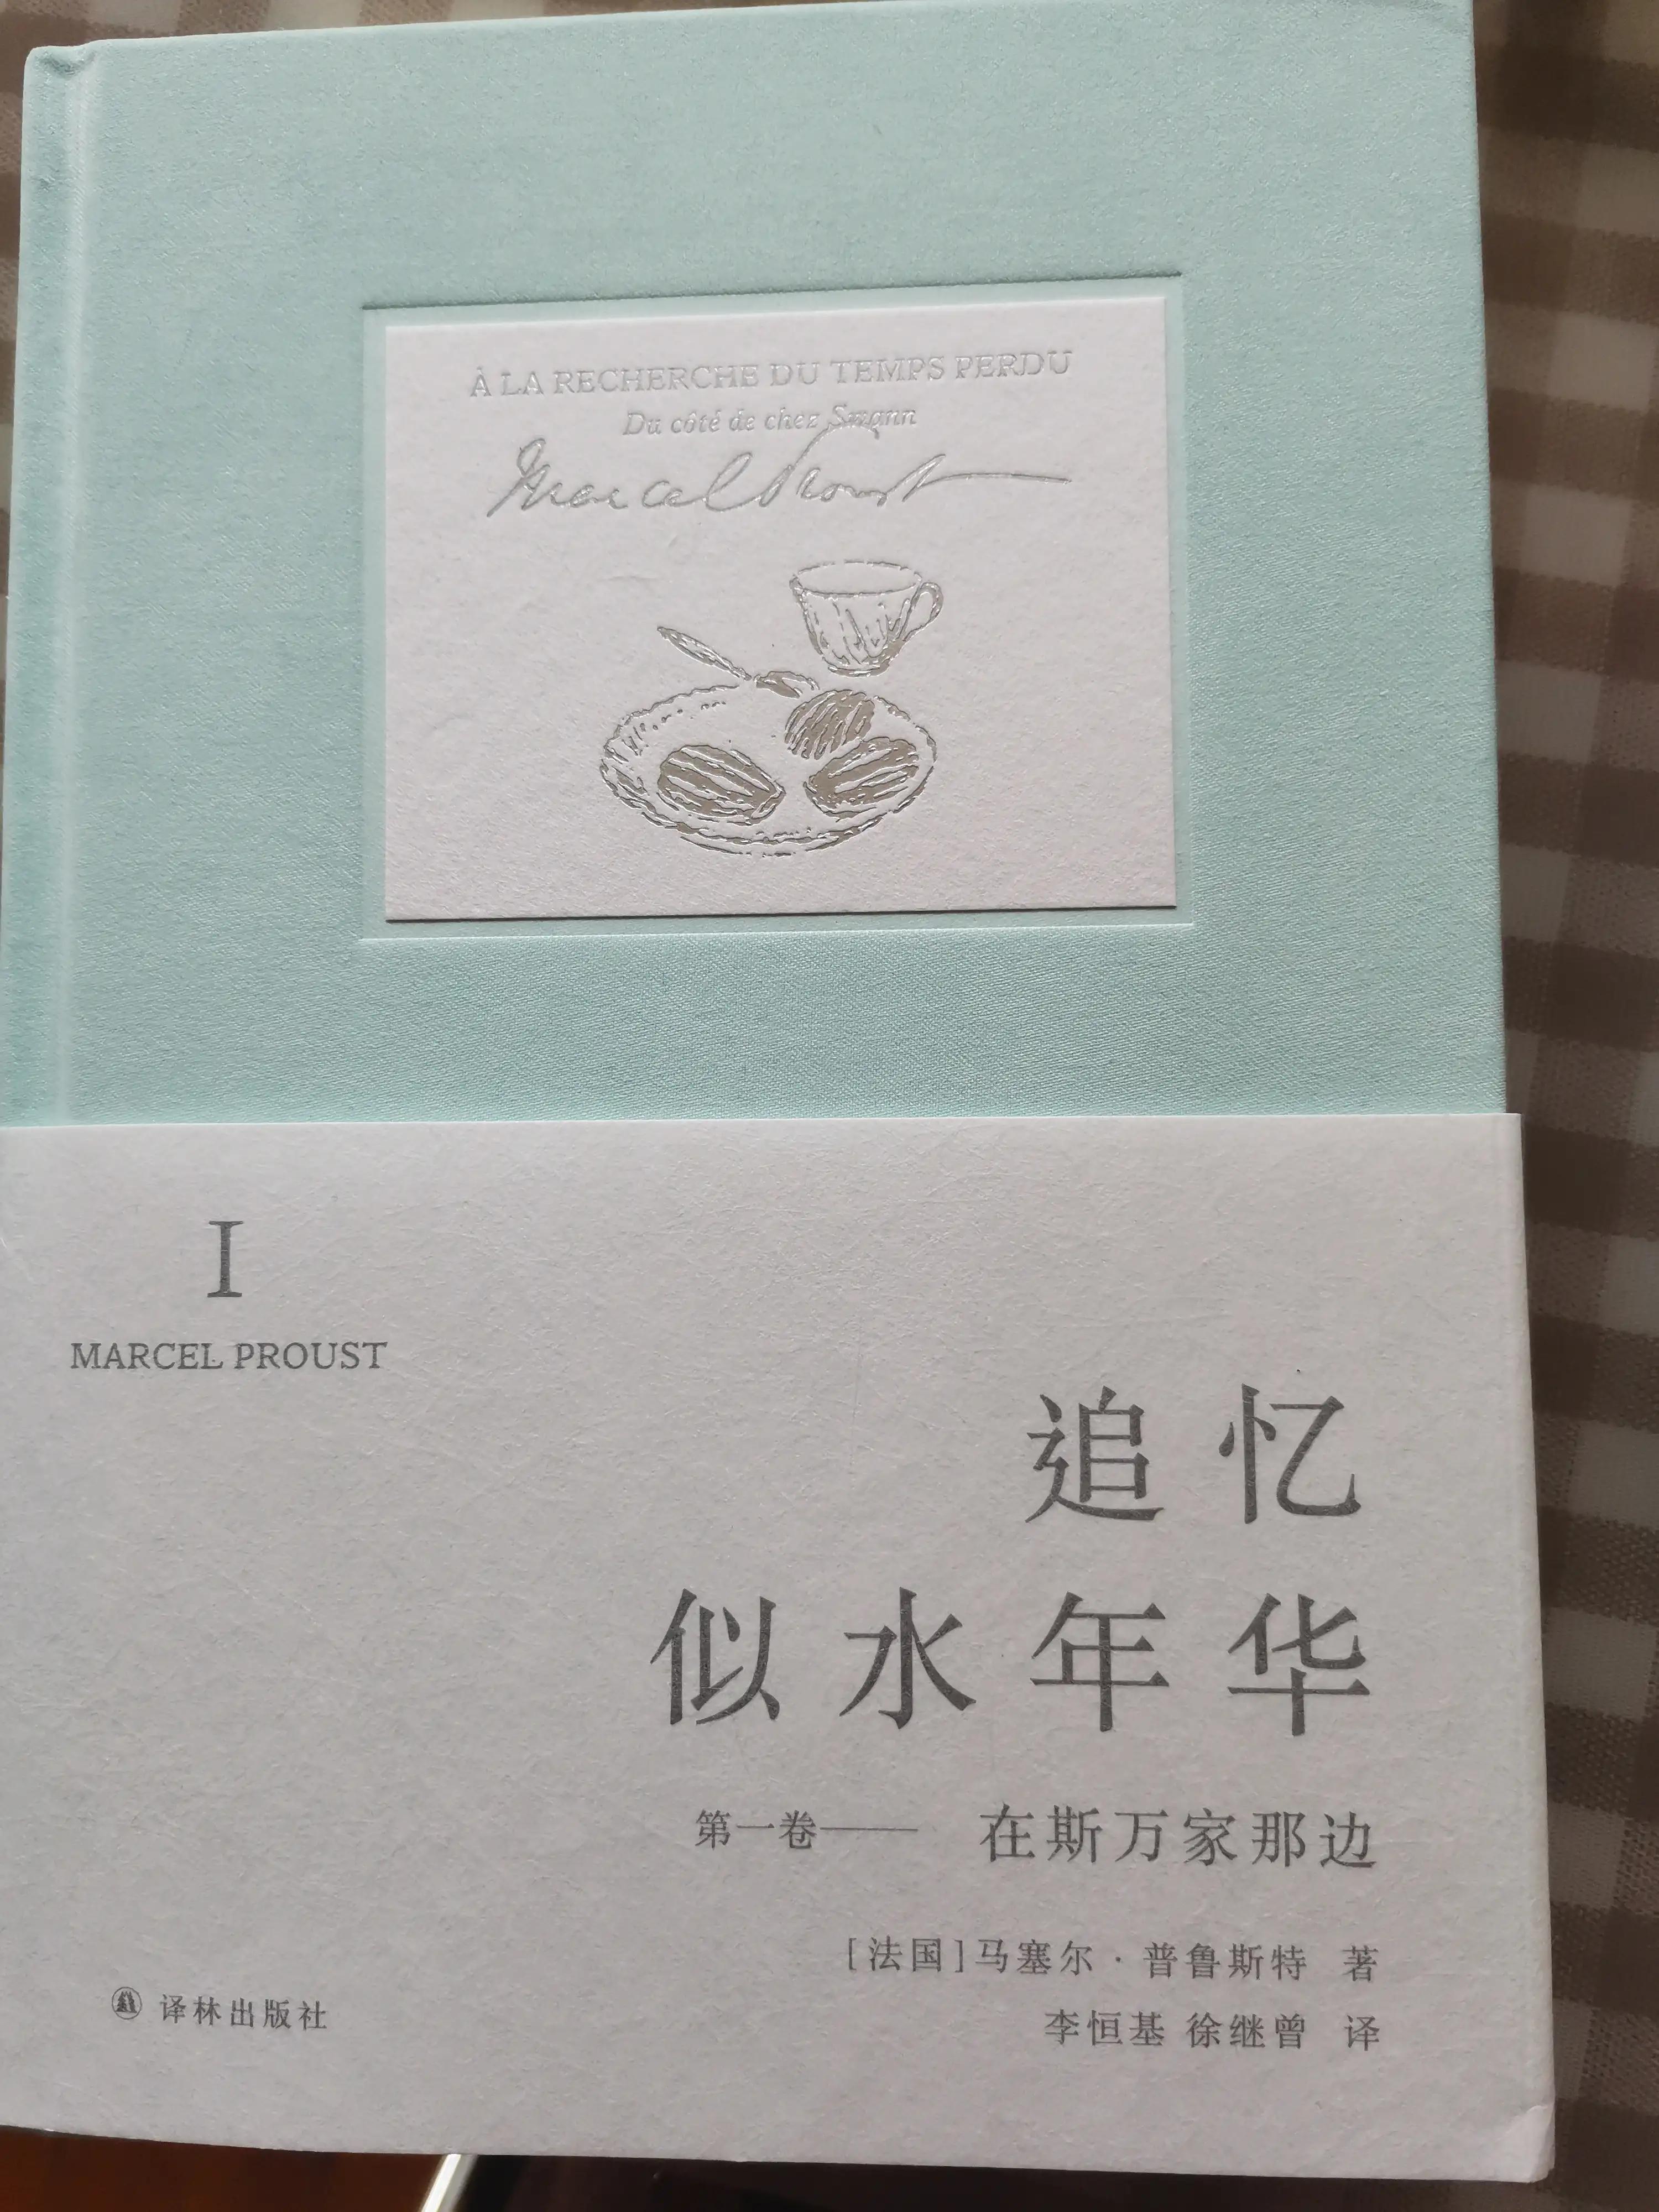 À LA RECHERCHE DU TEMPS PERDU
Du côté de chez Swann
Marcel Proust
I
MARCEL PROUST
追忆
似水年华
第一卷—— 在斯万家那边
[法国]马塞尔·普鲁斯特 著
李恒基 徐继曾 译
译林出版社